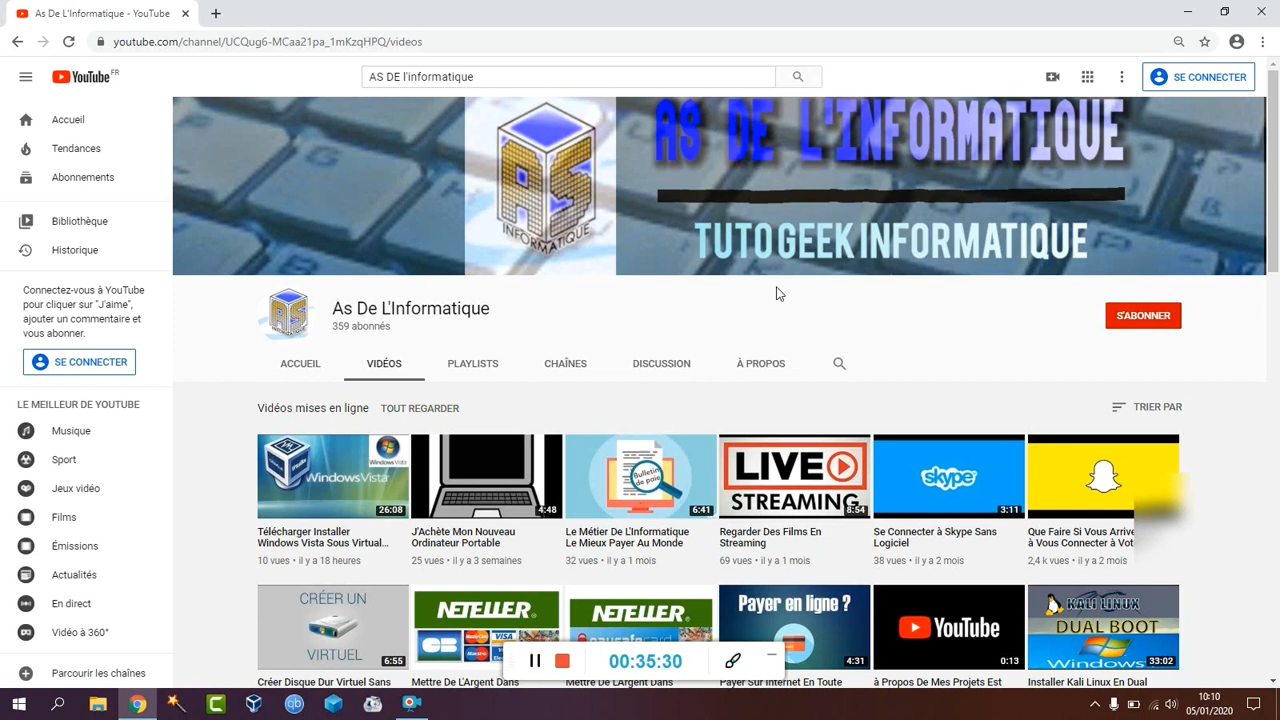 As De L'Informatique - YouTube
youtube.com/channel/UCQug6-MCaa21pa_1mKzqHPQ/videos
YouTube FR
AS DE l'informatique
SE CONNECTER
Accueil
Tendances
Abonnements
Bibliothèque
Historique
Connectez-vous à YouTube
pour cliquer sur "J'aime",
ajouter un commentaire et
vous abonner.
SE CONNECTER
LE MEILLEUR DE YOUTUBE
Musique
Sport
Jeux vidéo
Films
Émissions
Actualités
En direct
Vidéo à 360°
Parcourir les chaînes
AS
INFORMATIQUE
AS DE L'INFORMATIQUE
TUTO GEEK INFORMATIQUE
As De L'Informatique
359 abonnés
S'ABONNER
ACCUEIL VIDÉOS PLAYLISTS CHAÎNES DISCUSSION À PROPOS
Vidéos mises en ligne TOUT REGARDER
TRIER PAR
WindowsVista
Windows Vista
26:08
Télécharger Installer
Windows Vista Sous Virtual...
10 vues • il y a 18 heures
4:48
J'Achète Mon Nouveau
Ordinateur Portable
25 vues • il y a 3 semaines
Bulletin
de paie
6:41
Le Métier De L'Informatique
Le Mieux Payer Au Monde
32 vues • il y a 1 mois
LIVE
STREAMING
8:54
Regarder Des Films En
Streaming
69 vues • il y a 1 mois
skype
3:11
Se Connecter à Skype Sans
Logiciel
38 vues • il y a 2 mois
Que Faire Si Vous Arrive
à Vous Connecter à Vot
2,4 k vues • il y a 2 mois
CRÉER UN
VIRTUEL
6:55
Créer Disque Dur Virtuel Sans
NETELLER
CB
VISA
Mettre De L'Argent Dans
NETELLER
Mettre De L'Argent Dans
Payer en ligne ?
4:31
Payer Sur Internet En Toute
YouTube
0:13
à Propos De Mes Projets Est
KALI LINUX
DUAL BOOT
Windows
33:02
Installer Kali Linux En Dual
00:35:30
10:10
05/01/2020